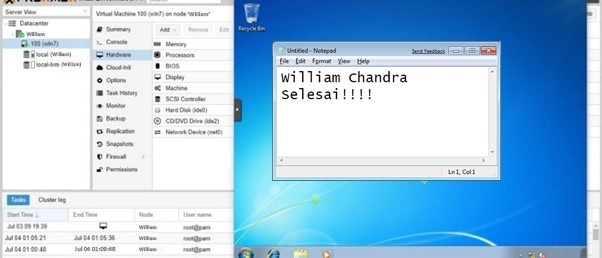 Server View
Virtual Machine 100 (win7) on node "William"
Datacenter
William
100 (win7)
local (William)
local-lvm (William)
Summary
Console
Hardware
Cloud-Init
Options
Task History
Monitor
Backup
Replication
Snapshots
Firewall
Permissions
Add
Memory
Processors
BIOS
Display
Machine
SCSI Controller
Hard Disk (ide0)
CD/DVD Drive (ide2)
Network Device (net0)
Recycle Bin
Untitled - Notepad
Send Feedback
File Edit Format View Help
William Chandra
Selesai!!!!
Ln 1, Col 1
Tasks Cluster log
Start Time End Time Node User name
Jul 03 09:19:39 William root@pam
Jul 04 01:05:21 Jul 04 01:05:36 William root@pam
Jul 04 01:00:48 Jul 04 01:00:48 William root@pam